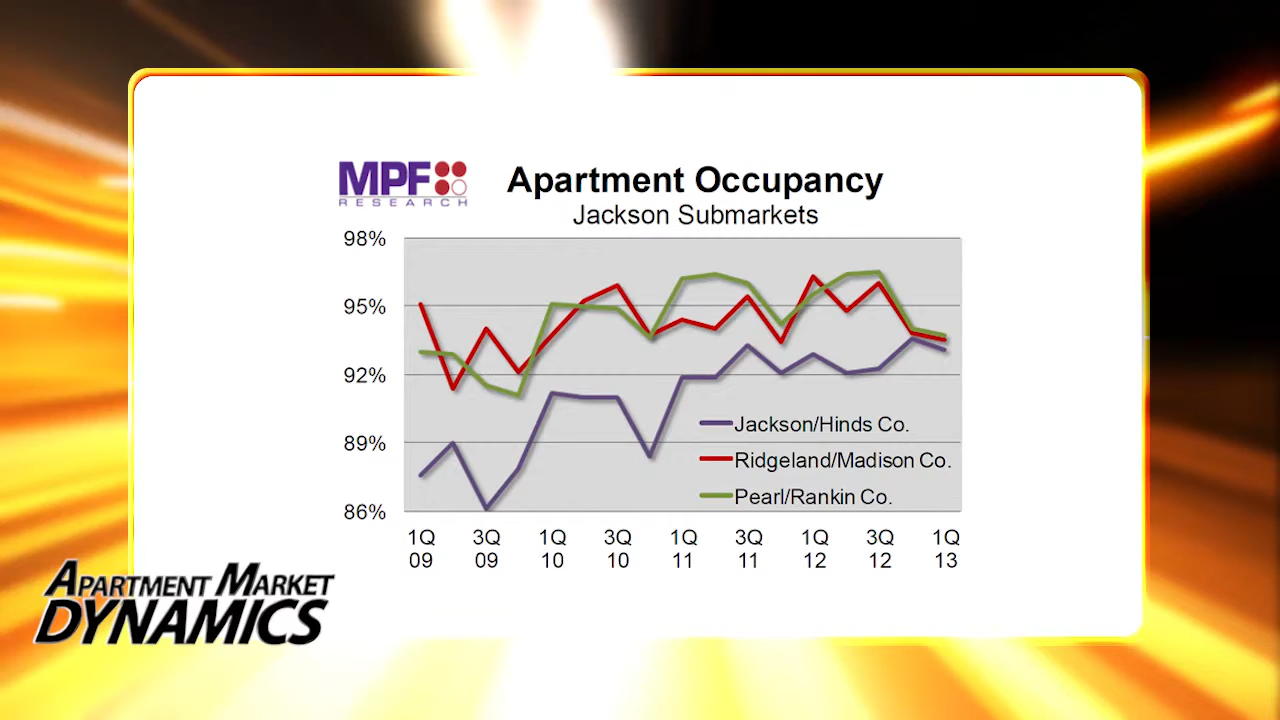 MPF
RESEARCH
Apartment Occupancy
Jackson Submarkets
98%
95%
92%
89%
86%
Jackson/Hinds Co.
Ridgeland/Madison Co.
Pearl/Rankin Co.
1Q 3Q 1Q 3Q 1Q 3Q 1Q 3Q 1Q
09 09 10 10 11 11 12 12 13
APARTMENT MARKET
DYNAMICS